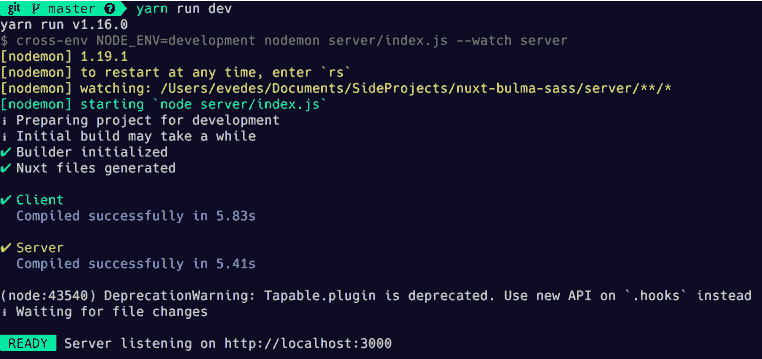 git master ? yarn run dev
yarn run v1.16.0
$ cross-env NODE_ENV=development nodemon server/index.js --watch server
[nodemon] 1.19.1
[nodemon] to restart at any time, enter `rs`
[nodemon] watching: /Users/evedes/Documents/SideProjects/nuxt-bulma-sass/server/**/*
[nodemon] starting `node server/index.js`
ℹ Preparing project for development
ℹ Initial build may take a while
✔ Builder initialized
✔ Nuxt files generated
✔ Client
Compiled successfully in 5.83s
✔ Server
Compiled successfully in 5.41s
(node:43540) DeprecationWarning: Tapable.plugin is deprecated. Use new API on `.hooks` instead
ℹ Waiting for file changes
READY Server listening on http://localhost:3000